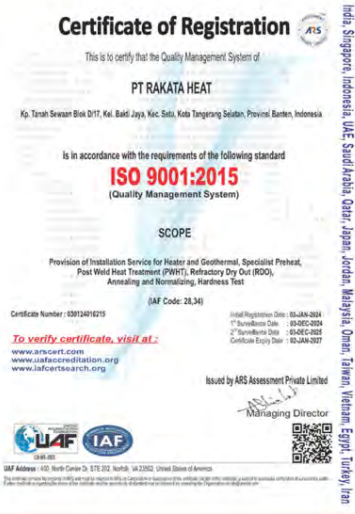 Certificate of Registration
ARS
This is to certify that the Quality Management System of
PT RAKATA HEAT
Kp. Tanah Sewaan Blok D/17, Kel. Bakti Jaya, Kec. Setu, Kota Tangerang Selatan, Provinsi Banten, Indonesia
Is in accordance with the requirements of the following standard
ISO 9001:2015
(Quality Management System)
SCOPE
Provision of Installation Service for Heater and Geothermal, Specialist Preheat,
Post Weld Heat Treatment (PWHT), Refractory Dry Out (RDO),
Annealing and Normalizing, Hardness Test
(IAF Code: 28,34)
Certificate Number : 030124016215
Initial Registration Date : 03-JAN-2024
1st Surveillance Date : 03-DEC-2024
2nd Surveillance Date : 03-DEC-2025
Certificate Expiry Date : 02-JAN-2027
To verify certificate, visit at :
www.arscert.com
www.uafaccreditation.org
www.iafcertsearch.org
Issued by ARS Assessment Private Limited
Managing Director
UAF
IAF
UAF Address : 400, North Center Dr, STE 202, Norfolk, VA 23502, United States of America
India, Singapore, Indonesia, UAE, Saudi Arabia, Qatar, Japan, Jordan, Malaysia, Oman, Taiwan, Vietnam, Egypt, Turkey, Iran